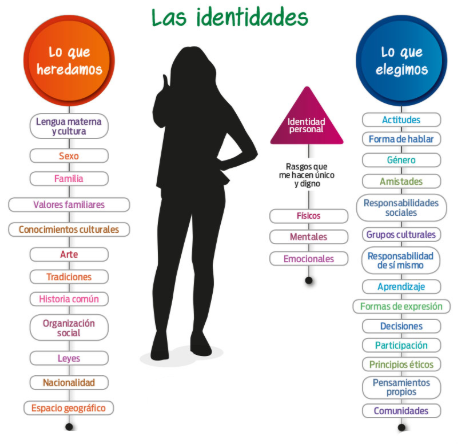 Las identidades
Lo que
heredamos
Lengua materna
y cultura
Sexo
Familia
Valores familiares
Conocimientos culturales
Arte
Tradiciones
Historia común
Organización
social
Leyes
Nacionalidad
Espacio geográfico
Identidad
personal
Rasgos que
me hacen único
y digno
Físicos
Mentales
Emocionales
Lo que
elegimos
Actitudes
Forma de hablar
Género
Amistades
Responsabilidades
sociales
Grupos culturales
Responsabilidad
de sí mismo
Aprendizaje
Formas de expresión
Decisiones
Participación
Principios éticos
Pensamientos
propios
Comunidades